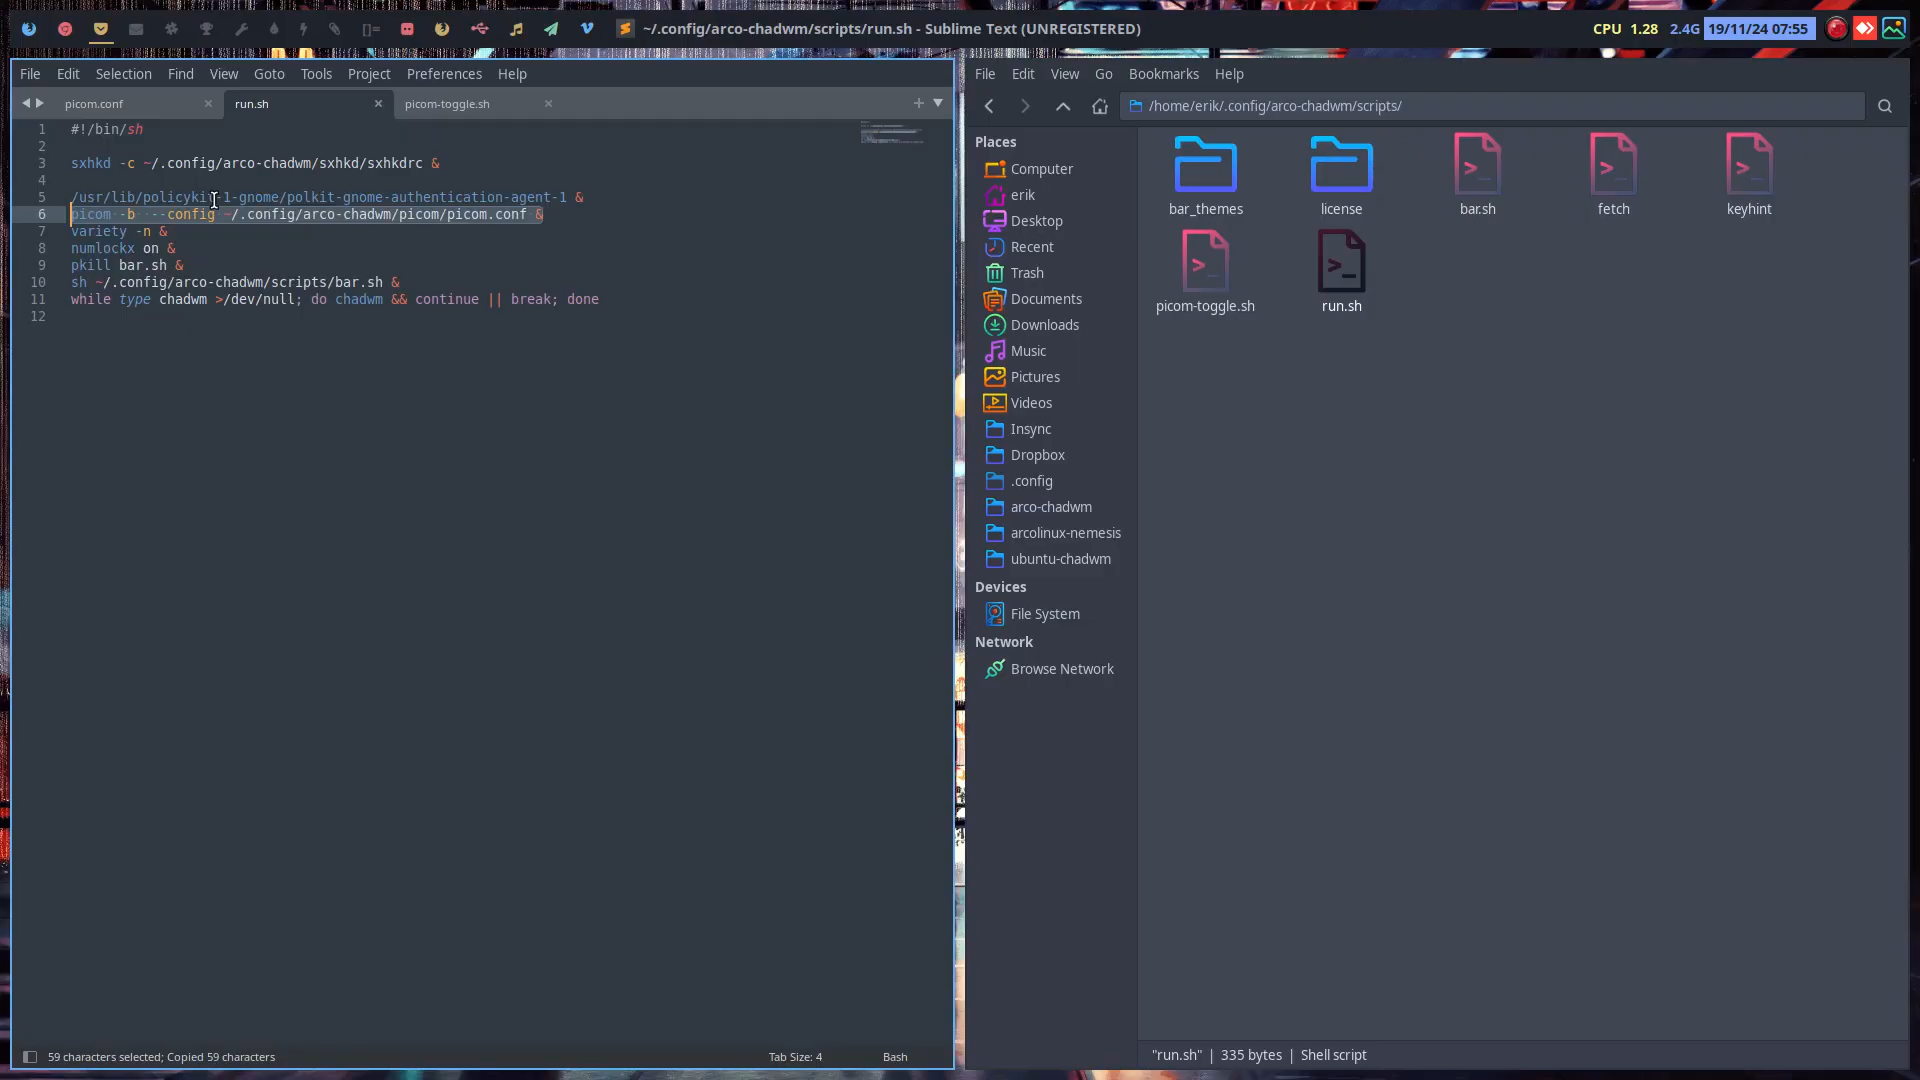 ~/.config/arco-chadwm/scripts/run.sh - Sublime Text (UNREGISTERED)
CPU 1.28 2.4G 19/11/24 07:55
File Edit Selection Find View Goto Tools Project Preferences Help
picom.conf × run.sh × picom-toggle.sh ×
1 #!/bin/sh
2
3 sxhkd -c ~/.config/arco-chadwm/sxhkd/sxhkdrc &
4
5 /usr/lib/policykit-1-gnome/polkit-gnome-authentication-agent-1 &
6 picom -b  --config ~/.config/arco-chadwm/picom/picom.conf &
7 variety -n &
8 numlockx on &
9 pkill bar.sh &
10 sh ~/.config/arco-chadwm/scripts/bar.sh &
11 while type chadwm >/dev/null; do chadwm && continue || break; done
12
59 characters selected; Copied 59 characters
Tab Size: 4
Bash
File Edit View Go Bookmarks Help
/home/erik/.config/arco-chadwm/scripts/
Places
Computer
erik
Desktop
Recent
Trash
Documents
Downloads
Music
Pictures
Videos
Insync
Dropbox
.config
arco-chadwm
arcolinux-nemesis
ubuntu-chadwm
Devices
File System
Network
Browse Network
bar_themes license bar.sh fetch keyhint
picom-toggle.sh run.sh
"run.sh" | 335 bytes | Shell script